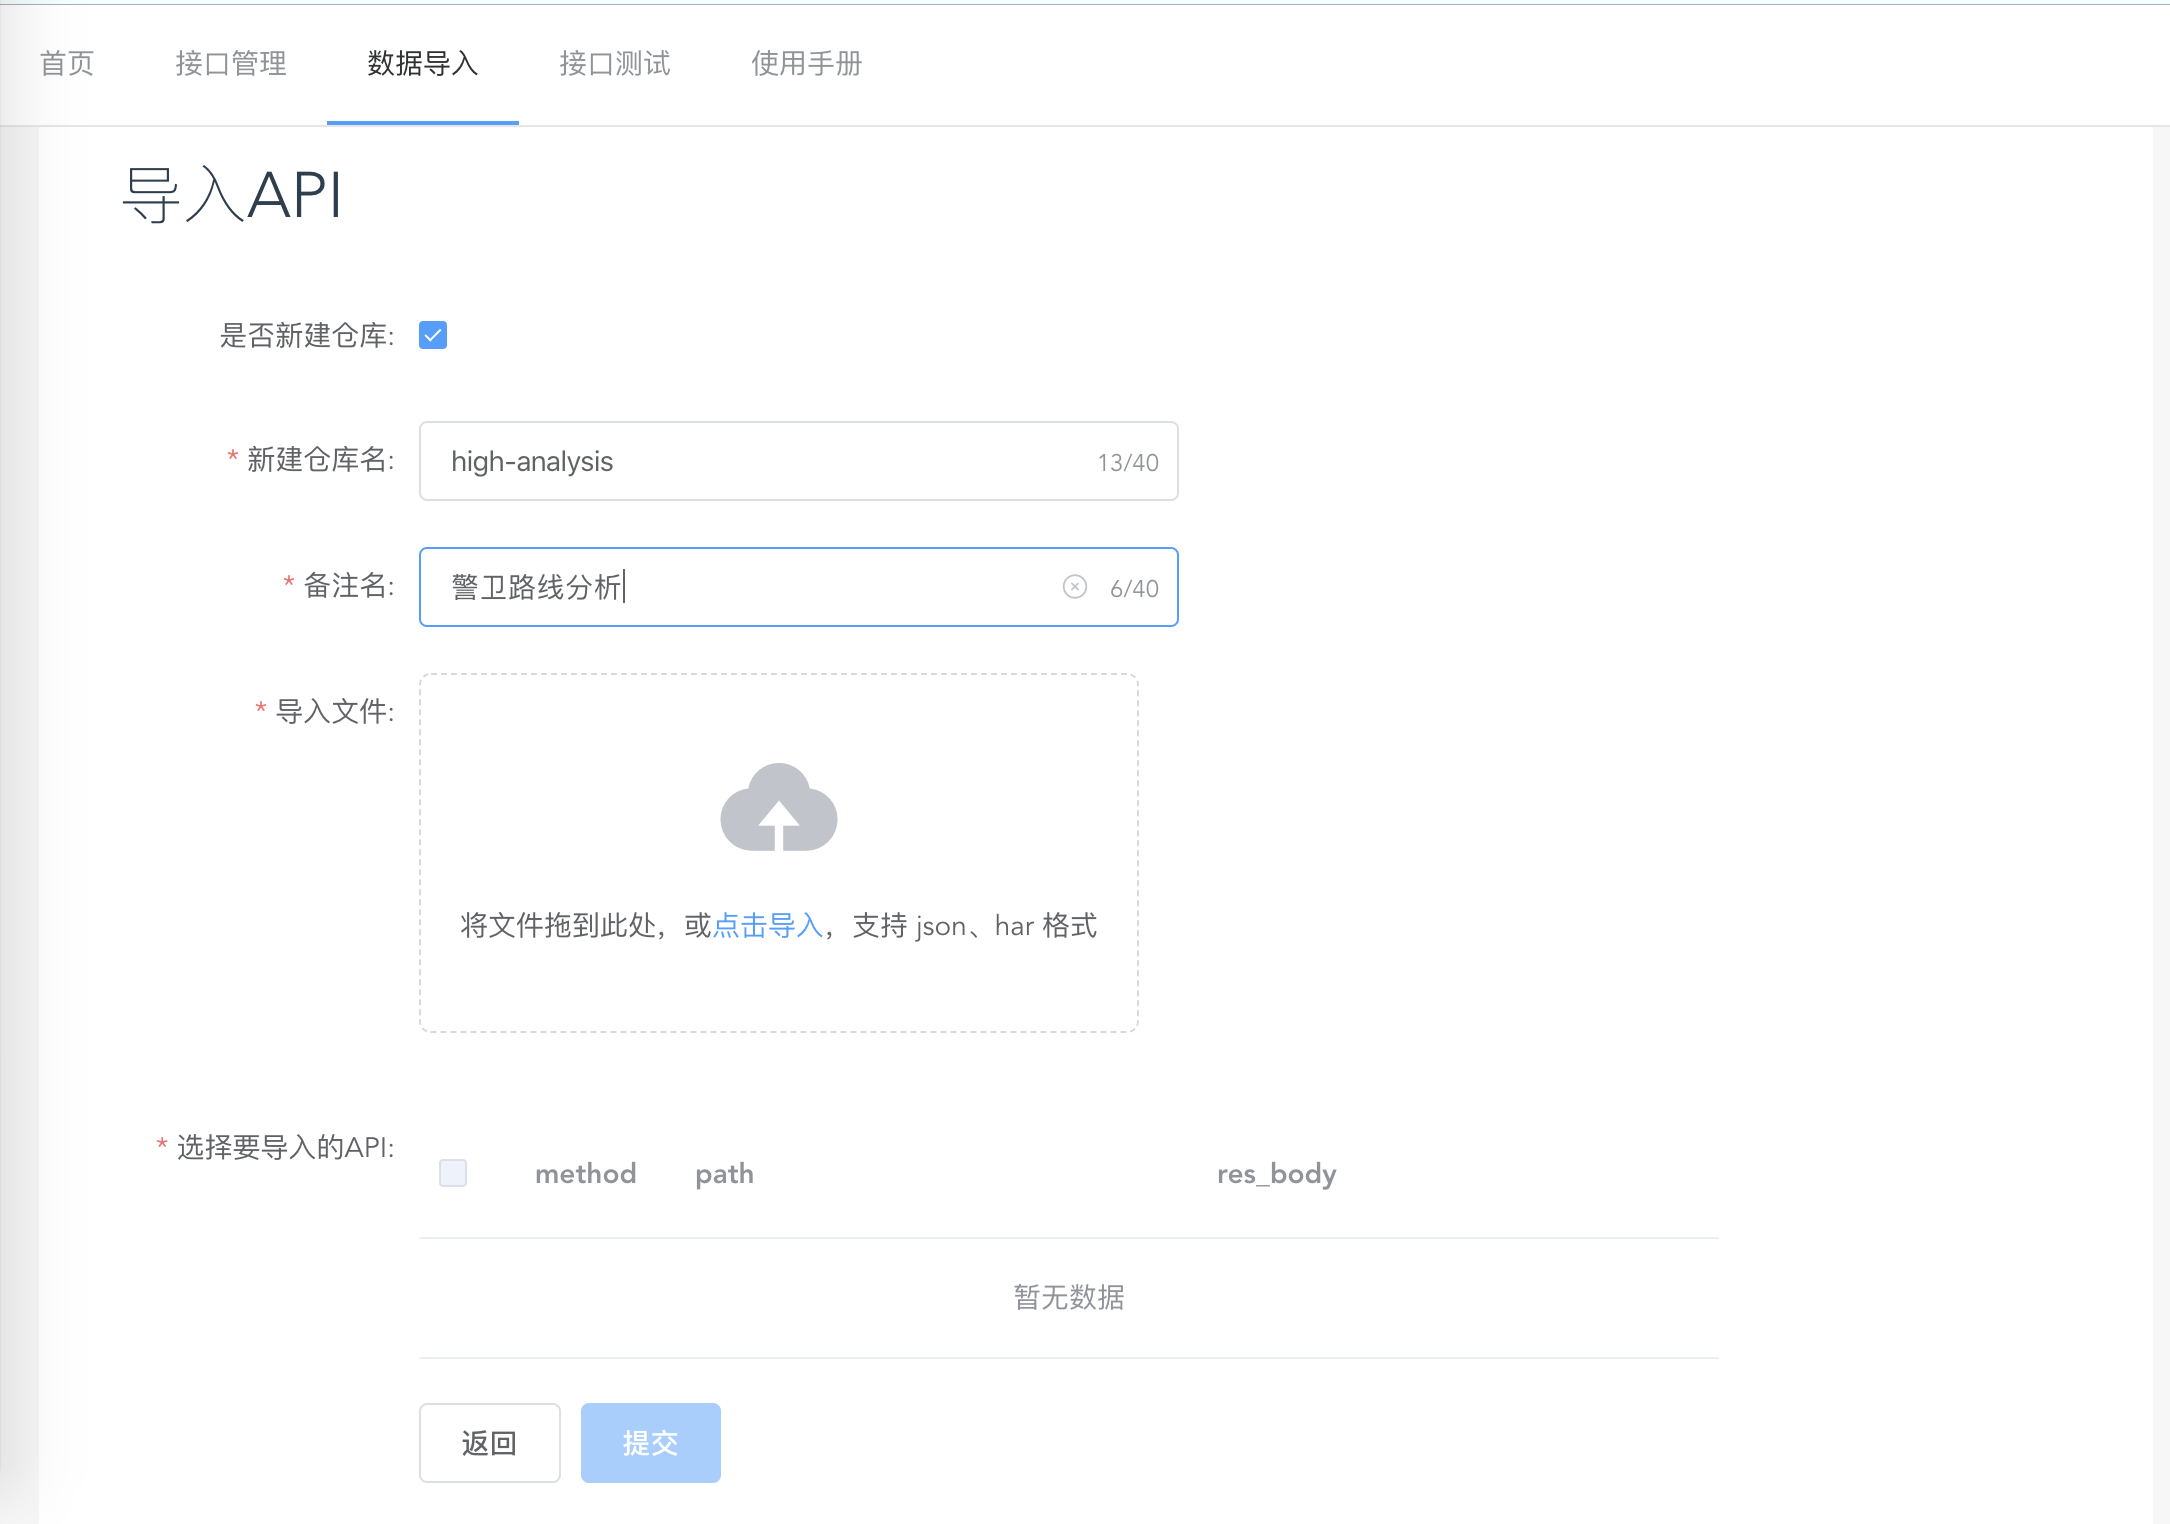 首页 接口管理 数据导入 接口测试 使用手册
导入API
是否新建仓库:
* 新建仓库名: high-analysis 13/40
* 备注名: 警卫路线分析 6/40
* 导入文件:
将文件拖到此处，或点击导入，支持 json、har 格式
* 选择要导入的API:
method path res_body
暂无数据
返回 提交